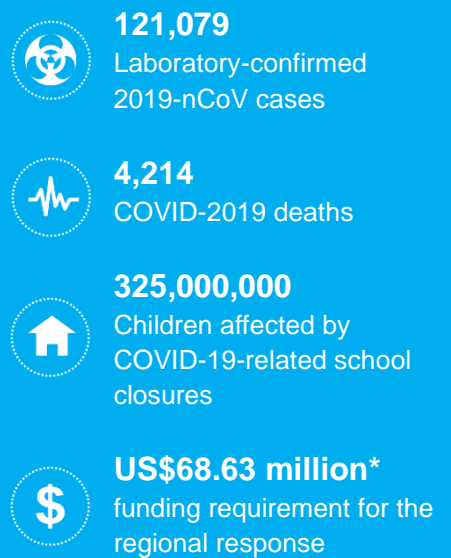 121,079
Laboratory-confirmed
2019-nCoV cases
4,214
COVID-2019 deaths
325,000,000
Children affected by
COVID-19-related school
closures
$
US$68.63 million*
funding requirement for the
regional response